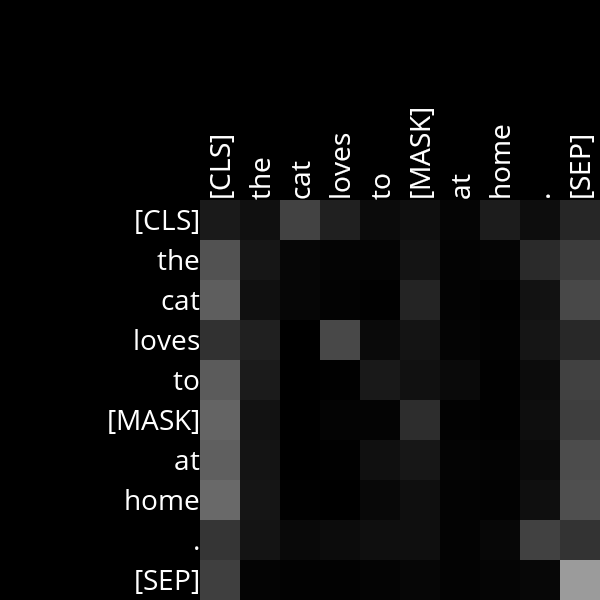 [CLS] the cat loves to [MASK] at home . [SEP]
[CLS]
the
cat
loves
to
[MASK]
at
home
.
[SEP]